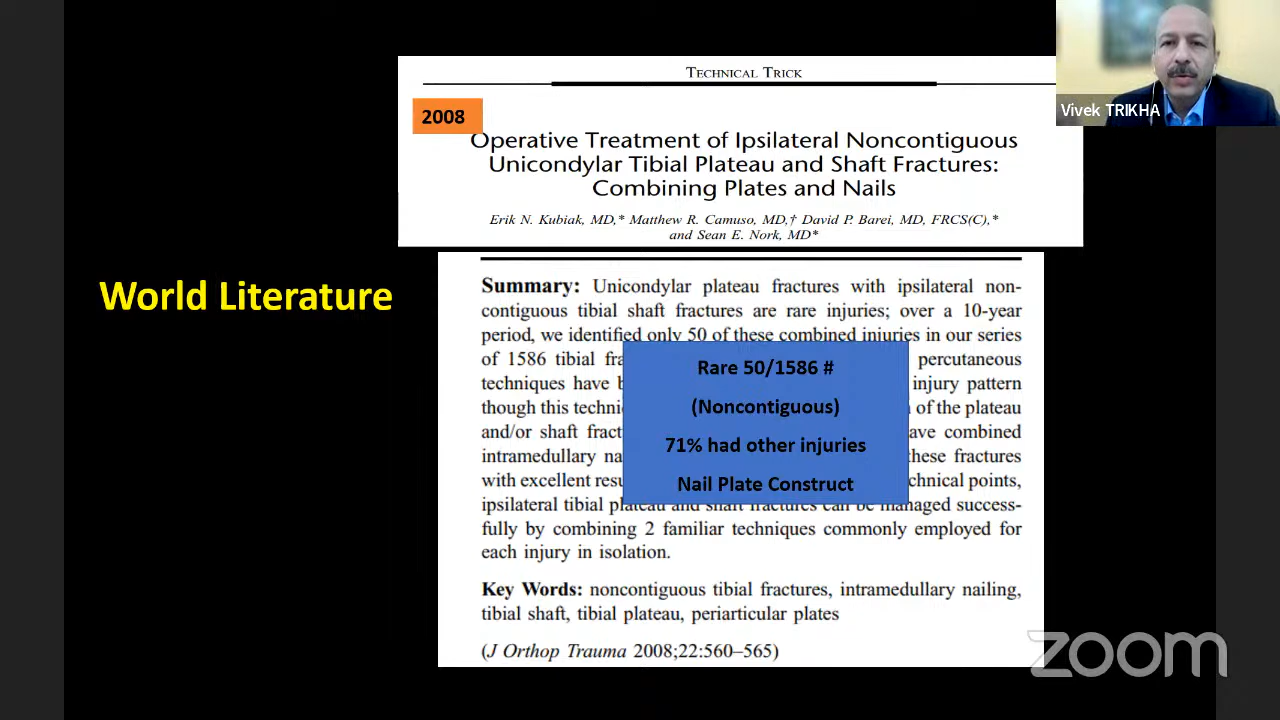 TECHNICAL TRICK
2008
Operative Treatment of Ipsilateral Noncontiguous
Unicondylar Tibial Plateau and Shaft Fractures:
Combining Plates and Nails
Erik N. Kubiak, MD,* Matthew R. Camuso, MD,† David P. Barei, MD, FRCS(C),*
and Sean E. Nork, MD*
Vivek TRIKHA
World Literature
Summary: Unicondylar plateau fractures with ipsilateral non-
contiguous tibial shaft fractures are rare injuries; over a 10-year
period, we identified only 50 of these combined injuries in our series
of 1586 tibial percutaneous
techniques have injury pattern
though this of the plateau
and/or shaft combined
intramedullary these fractures
with excellent points,
ipsilateral tibial plateau and shaft fractures can be managed success-
fully by combining 2 familiar techniques commonly employed for
each injury in isolation.
Rare 50/1586 #
(Noncontiguous)
71% had other injuries
Nail Plate Construct
Key Words: noncontiguous tibial fractures, intramedullary nailing,
tibial shaft, tibial plateau, periarticular plates
(J Orthop Trauma 2008;22:560–565)
zoom